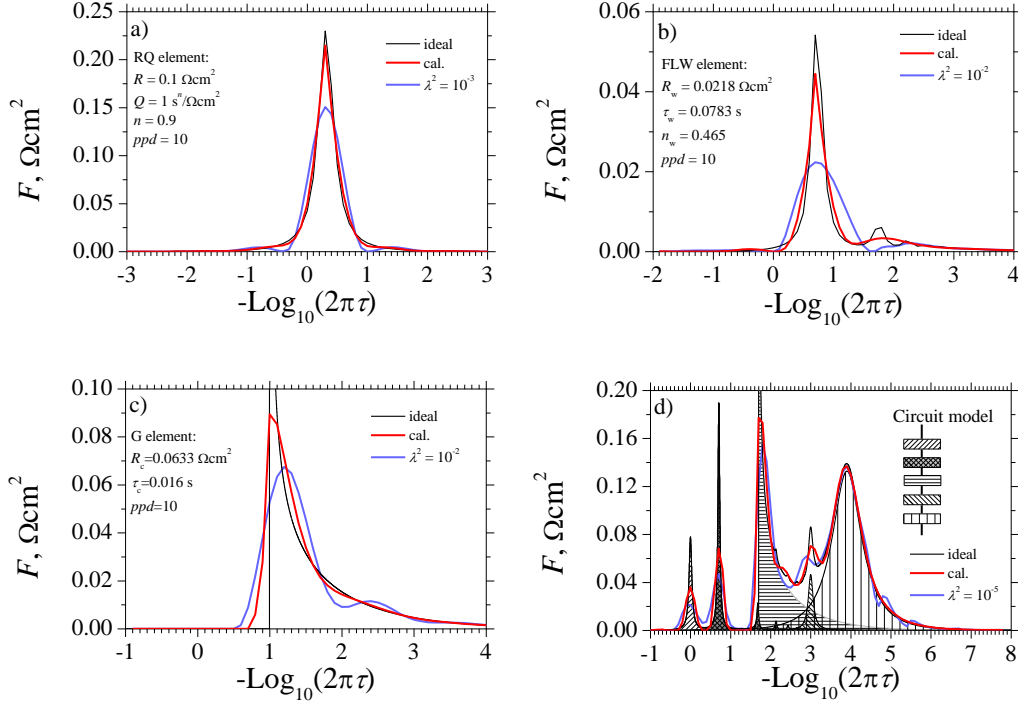 a)
RQ element:
R = 0.1 Ωcm²
Q = 1 sⁿ/Ωcm²
n = 0.9
ppd = 10
ideal
cal.
λ² = 10⁻³
F, Ωcm²
0.25
0.20
0.15
0.10
0.05
0.00
-3 -2 -1 0 1 2 3
-Log₁₀(2πτ)
b)
FLW element:
R_w = 0.0218 Ωcm²
τ_w = 0.0783 s
n_w = 0.465
ppd = 10
ideal
cal.
λ² = 10⁻²
F, Ωcm²
0.06
0.04
0.02
0.00
-2 -1 0 1 2 3 4
-Log₁₀(2πτ)
c)
G element:
R_c=0.0633 Ωcm²
τ_c=0.016 s
ppd=10
ideal
cal.
λ² = 10⁻²
F, Ωcm²
0.10
0.08
0.06
0.04
0.02
0.00
-1 0 1 2 3 4
-Log₁₀(2πτ)
d)
Circuit model
ideal
cal.
λ² = 10⁻⁵
F, Ωcm²
0.20
0.16
0.12
0.08
0.04
0.00
-1 0 1 2 3 4 5 6 7 8
-Log₁₀(2πτ)